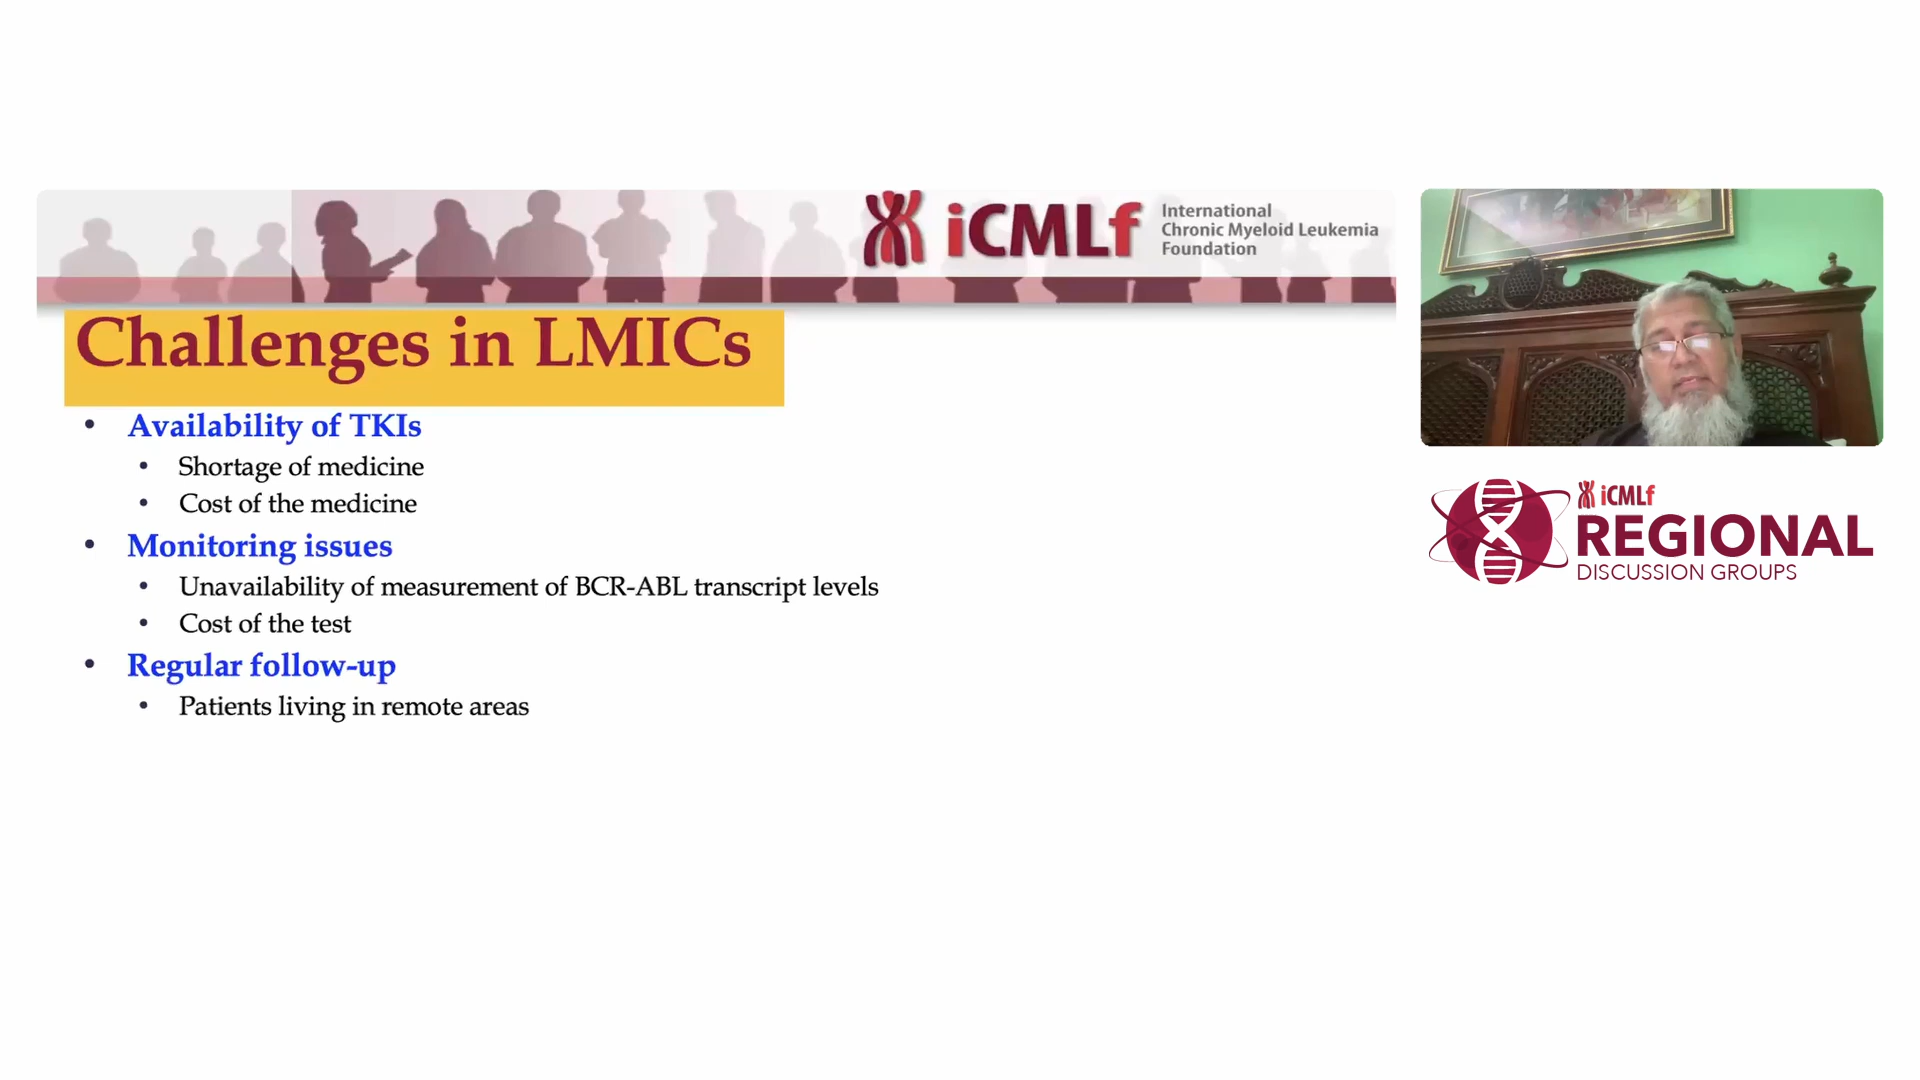 iCMLf
International
Chronic Myeloid Leukemia
Foundation
Challenges in LMICs
• Availability of TKIs
• Shortage of medicine
• Cost of the medicine
• Monitoring issues
• Unavailability of measurement of BCR-ABL transcript levels
• Cost of the test
• Regular follow-up
• Patients living in remote areas
iCMLf
REGIONAL
DISCUSSION GROUPS